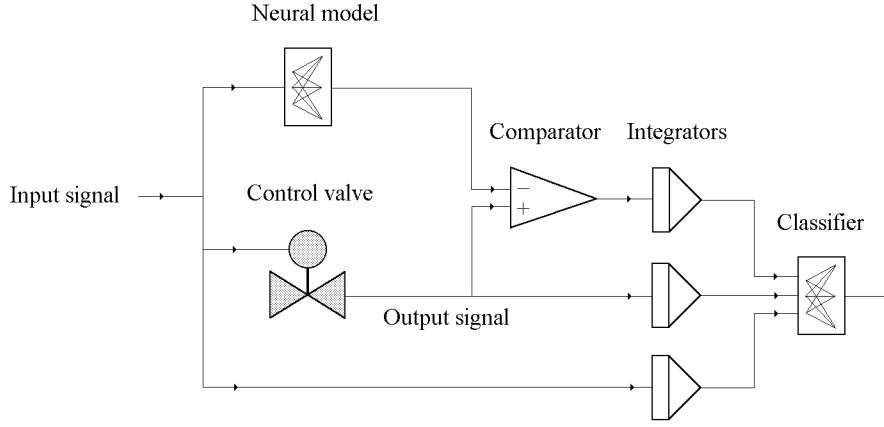 Neural model
Comparator
Integrators
Input signal
Control valve
−
+
Classifier
Output signal